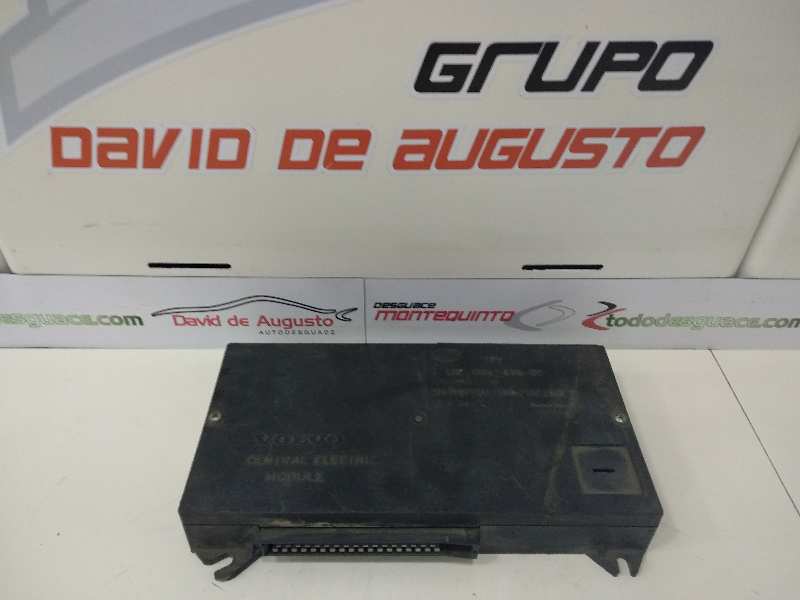 GRUPO
DAVID DE AUGUSTO
desguace.com
David de Augusto
AUTODESGUACE
DESGUACE
MONTEQUINTO
tododesguace.com
VOLVO
CENTRAL ELECTRIC
MODULE